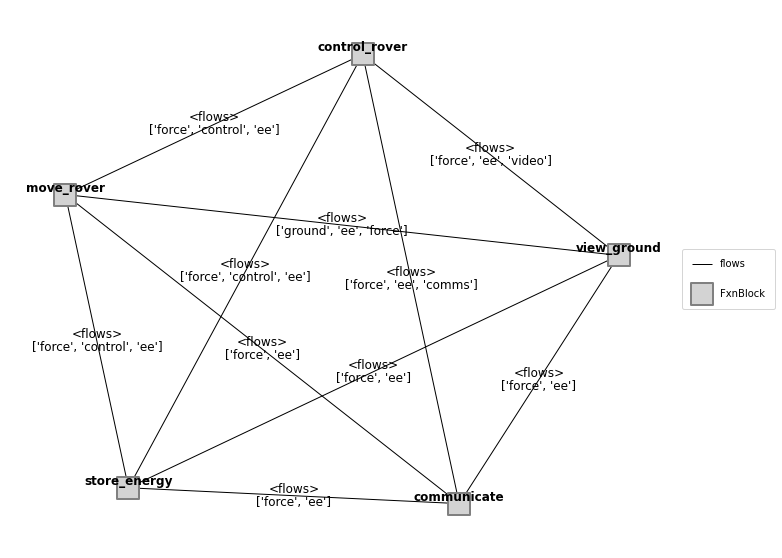 control_rover
<flows>
['force', 'control', 'ee']
<flows>
['force', 'ee', 'video']
move_rover
<flows>
['ground', 'ee', 'force']
view_ground
<flows>
['force', 'control', 'ee']
<flows>
['force', 'ee', 'comms']
flows
FxnBlock
<flows>
['force', 'control', 'ee']
<flows>
['force', 'ee']
<flows>
['force', 'ee']
<flows>
['force', 'ee']
store_energy
<flows>
['force', 'ee']
communicate